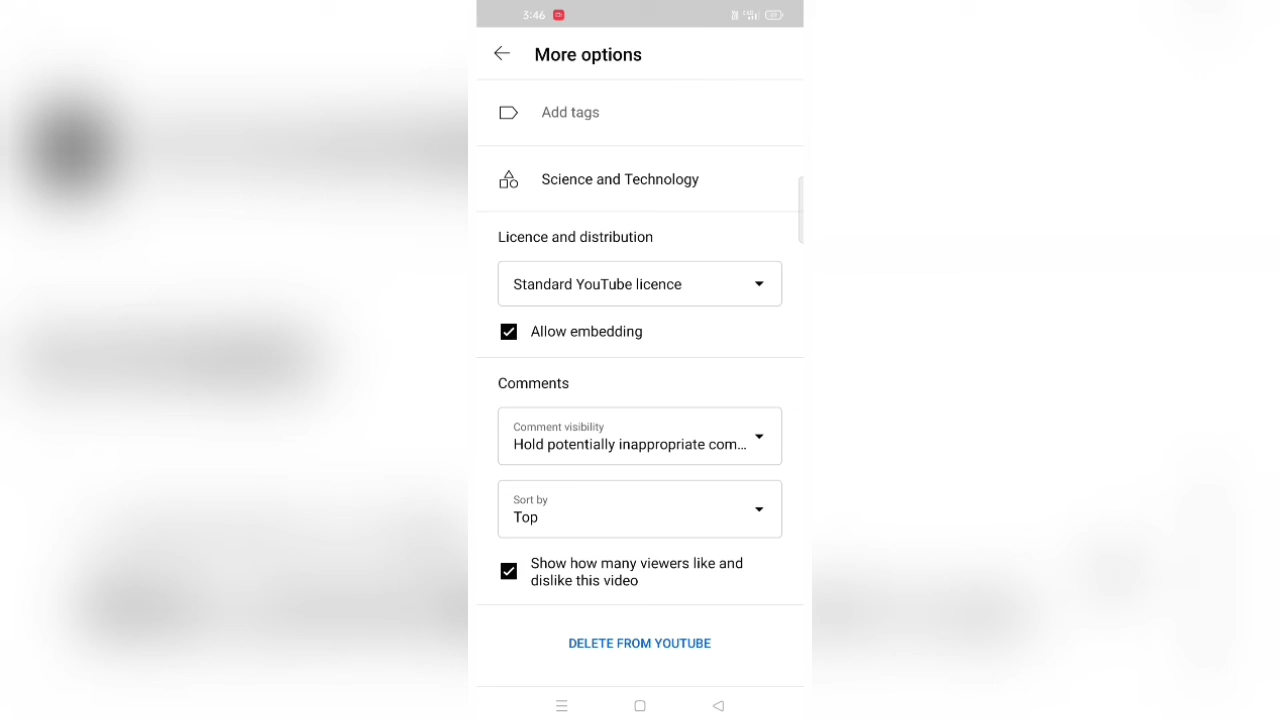 3:46
More options
Add tags
Science and Technology
Licence and distribution
Standard YouTube licence
Allow embedding
Comments
Comment visibility
Hold potentially inappropriate com...
Sort by
Top
Show how many viewers like and
dislike this video
DELETE FROM YOUTUBE